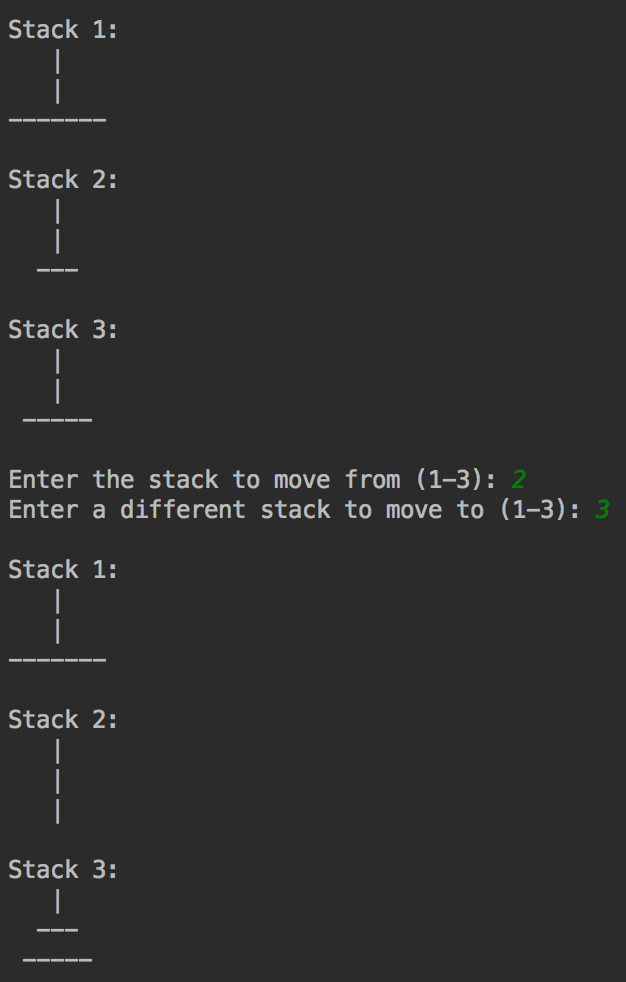 Stack 1:
   |
   |
-------
Stack 2:
   |
   |
  ---
Stack 3:
   |
   |
 -----
Enter the stack to move from (1-3): 2
Enter a different stack to move to (1-3): 3
Stack 1:
   |
   |
-------
Stack 2:
   |
   |
   |
Stack 3:
   |
  ---
 -----